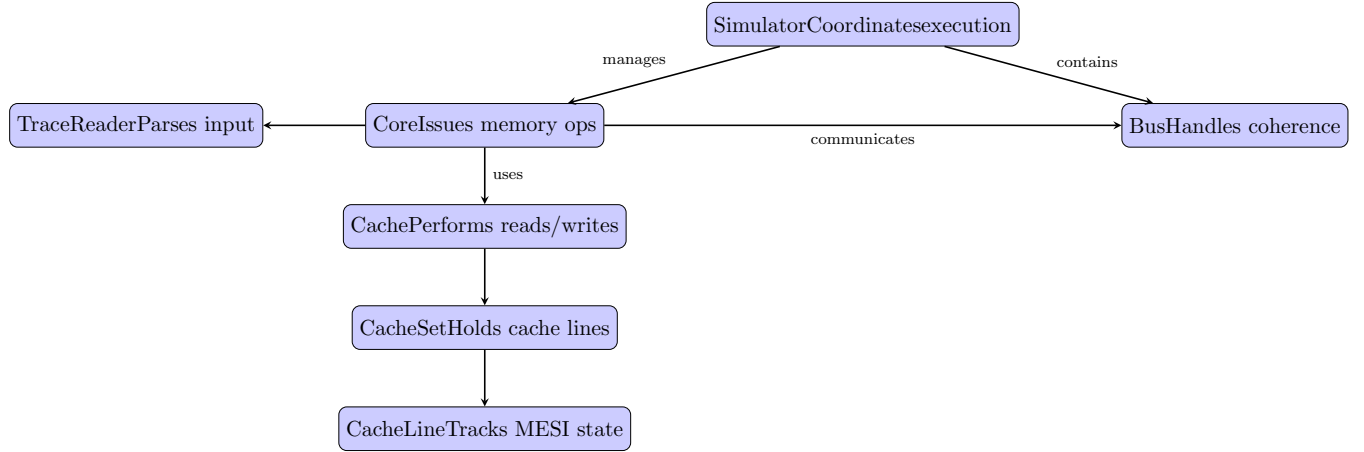 SimulatorCoordinatesexecution
manages
contains
TraceReaderParses input
CoreIssues memory ops
BusHandles coherence
communicates
uses
CachePerforms reads/writes
CacheSetHolds cache lines
CacheLineTracks MESI state